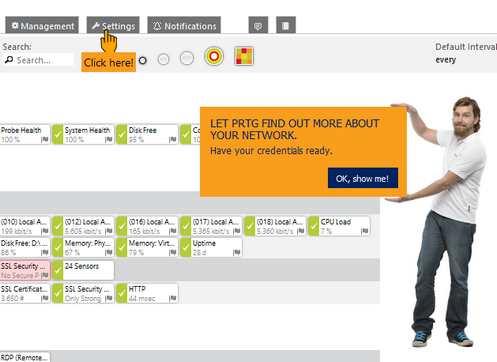 Management Settings Notifications
Search:
Search...
Click here!
Default Interval
every
LET PRTG FIND OUT MORE ABOUT
YOUR NETWORK.
Have your credentials ready.
OK, show me!
Probe Health System Health Disk Free Co
100 % 100 % 95 %
(010) Local A... (012) Local A... (016) Local A... (017) Local A... (018) Local A... CPU Load
199 kbit/s 5.605 kbit/s 165 kbit/s 5.365 kbit/s 5.360 kbit/s 7 %
Disk Free: D:\... Memory: Phy... Memory: Virt... Uptime
86 % 67 % 79 % 28 d
SSL Security ... 24 Sensors
No Secure P
SSL Certificat... SSL Security ... HTTP
3.650 # Only Strong 44 msec
RDP (Remote...